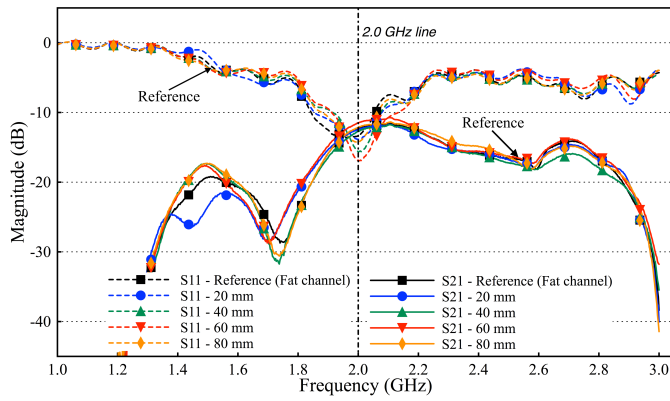 2.0 GHz line
0
-10
-20
-30
-40
Magnitude (dB)
Reference
Reference
S11 - Reference (Fat channel)
S11 - 20 mm
S11 - 40 mm
S11 - 60 mm
S11 - 80 mm
S21 - Reference (Fat channel)
S21 - 20 mm
S21 - 40 mm
S21 - 60 mm
S21 - 80 mm
1.0 1.2 1.4 1.6 1.8 2.0 2.2 2.4 2.6 2.8 3.0
Frequency (GHz)